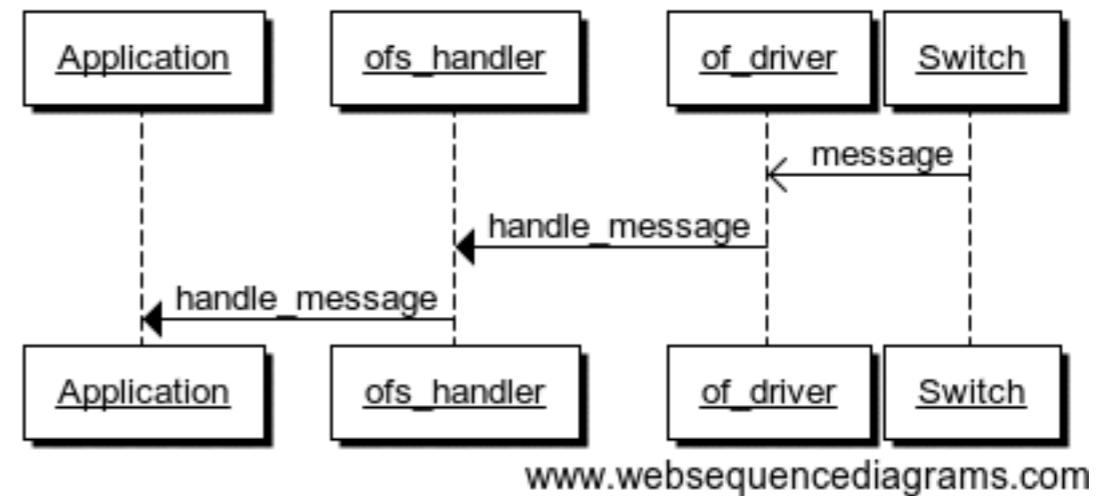 Application ofs_handler of_driver Switch
message
handle_message
handle_message
Application ofs_handler of_driver Switch
www.websequencediagrams.com